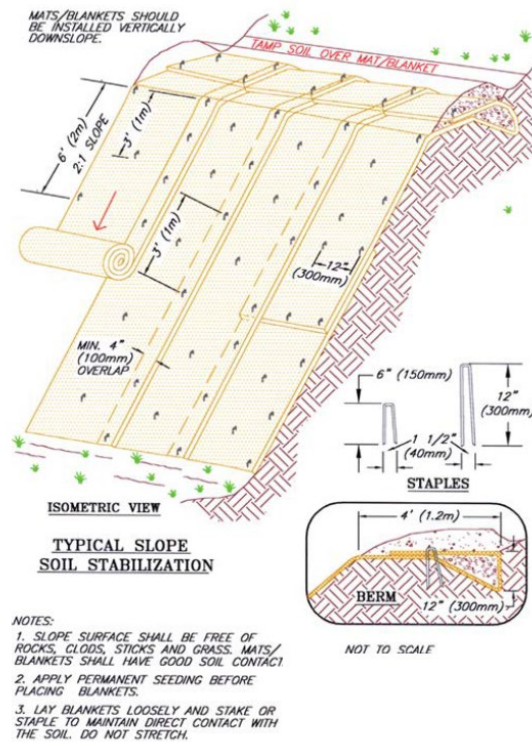 MATS/BLANKETS SHOULD
BE INSTALLED VERTICALLY
DOWNSLOPE.
TAMP SOIL OVER MAT/BLANKET
6' (2m)
2:1 SLOPE
3' (1m)
3' (1m)
12"
(300mm)
MIN. 4"
(100mm)
OVERLAP
6" (150mm)
12"
(300mm)
1 1/2"
(40mm)
STAPLES
ISOMETRIC VIEW
TYPICAL SLOPE
SOIL STABILIZATION
4' (1.2m)
BERM
12" (300mm)
NOT TO SCALE
NOTES:
1. SLOPE SURFACE SHALL BE FREE OF
ROCKS, CLODS, STICKS AND GRASS. MATS/
BLANKETS SHALL HAVE GOOD SOIL CONTACT.
2. APPLY PERMANENT SEEDING BEFORE
PLACING BLANKETS.
3. LAY BLANKETS LOOSELY AND STAKE OR
STAPLE TO MAINTAIN DIRECT CONTACT WITH
THE SOIL. DO NOT STRETCH.